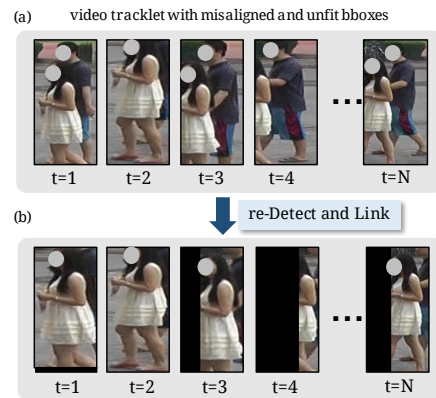 (a) video tracklet with misaligned and unfit bboxes
t=1 t=2 t=3 t=4 ... t=N
(b) re-Detect and Link
t=1 t=2 t=3 t=4 ... t=N